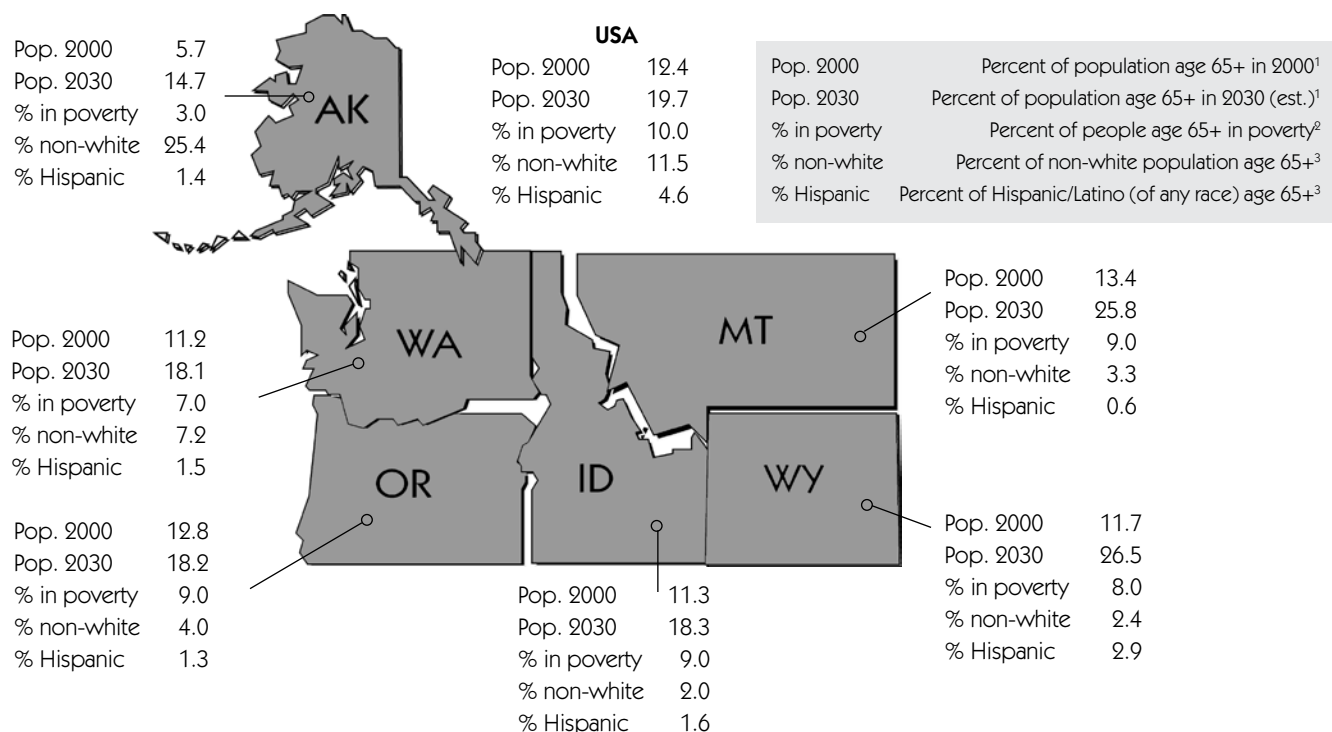 Pop. 2000 5.7
Pop. 2030 14.7
% in poverty 3.0
% non-white 25.4
% Hispanic 1.4
AK
USA
Pop. 2000 12.4
Pop. 2030 19.7
% in poverty 10.0
% non-white 11.5
% Hispanic 4.6
Pop. 2000 Percent of population age 65+ in 2000¹
Pop. 2030 Percent of population age 65+ in 2030 (est.)¹
% in poverty Percent of people age 65+ in poverty²
% non-white Percent of non-white population age 65+³
% Hispanic Percent of Hispanic/Latino (of any race) age 65+³
WA
MT
Pop. 2000 13.4
Pop. 2030 25.8
% in poverty 9.0
% non-white 3.3
% Hispanic 0.6
Pop. 2000 11.2
Pop. 2030 18.1
% in poverty 7.0
% non-white 7.2
% Hispanic 1.5
OR
ID
WY
Pop. 2000 12.8
Pop. 2030 18.2
% in poverty 9.0
% non-white 4.0
% Hispanic 1.3
Pop. 2000 11.3
Pop. 2030 18.3
% in poverty 9.0
% non-white 2.0
% Hispanic 1.6
Pop. 2000 11.7
Pop. 2030 26.5
% in poverty 8.0
% non-white 2.4
% Hispanic 2.9